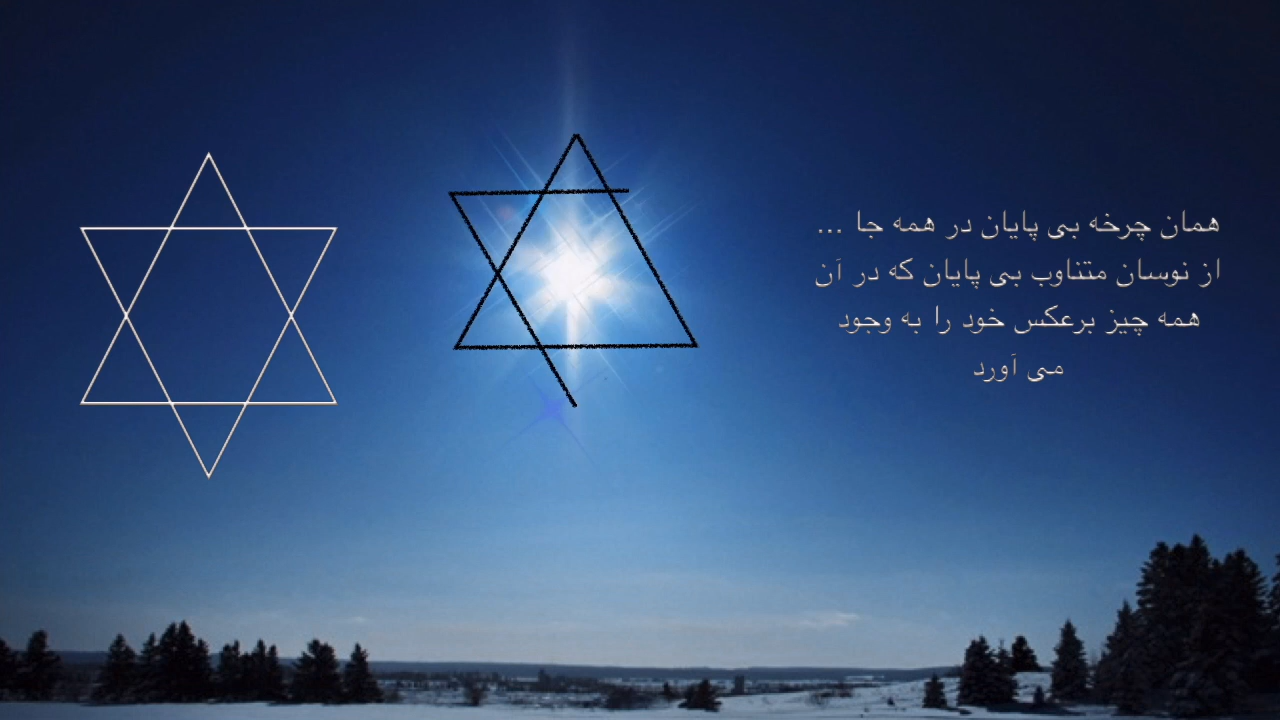 همان چرخه بی پایان در همه جا ...
از نوسان متناوب بی پایان که در آن
همه چیز برعکس خود را به وجود
می آورد